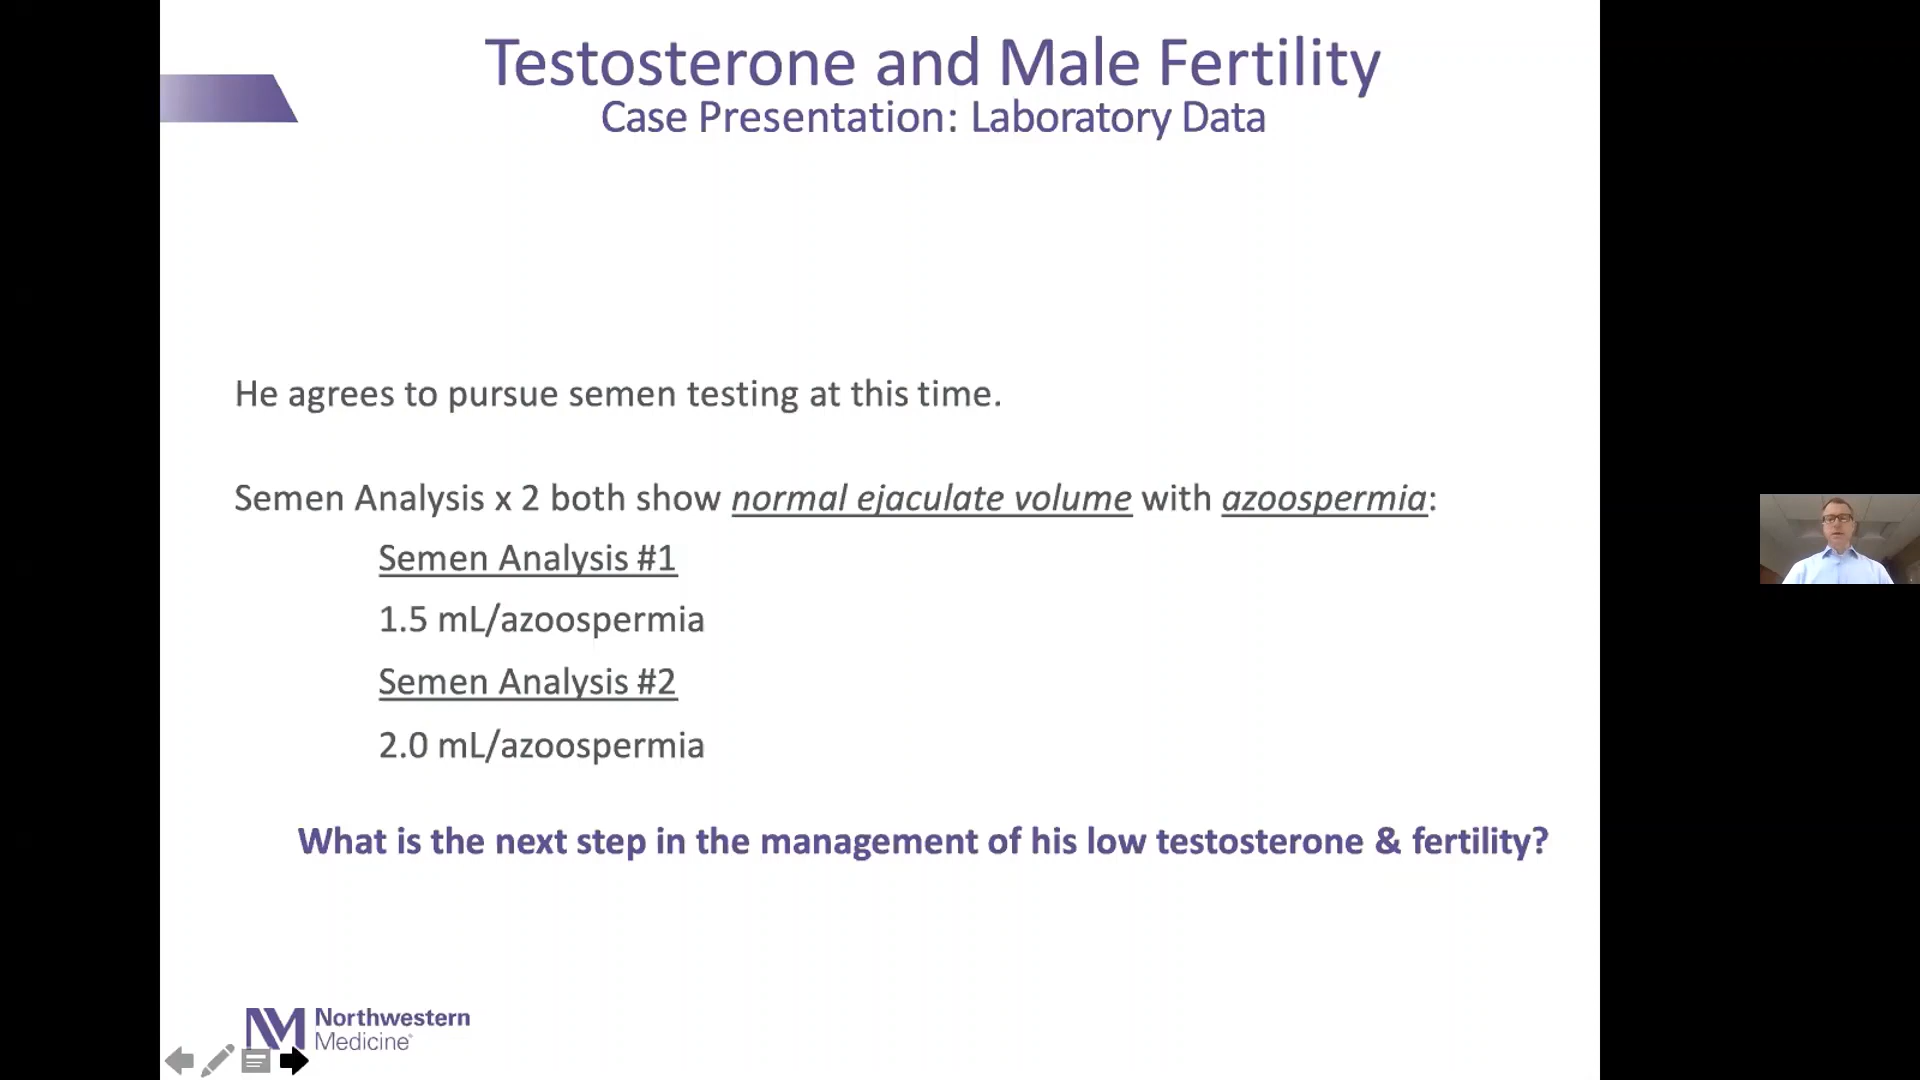 Testosterone and Male Fertility
Case Presentation: Laboratory Data
He agrees to pursue semen testing at this time.
Semen Analysis x 2 both show normal ejaculate volume with azoospermia:
Semen Analysis #1
1.5 mL/azoospermia
Semen Analysis #2
2.0 mL/azoospermia
What is the next step in the management of his low testosterone & fertility?
NM Northwestern
Medicine®